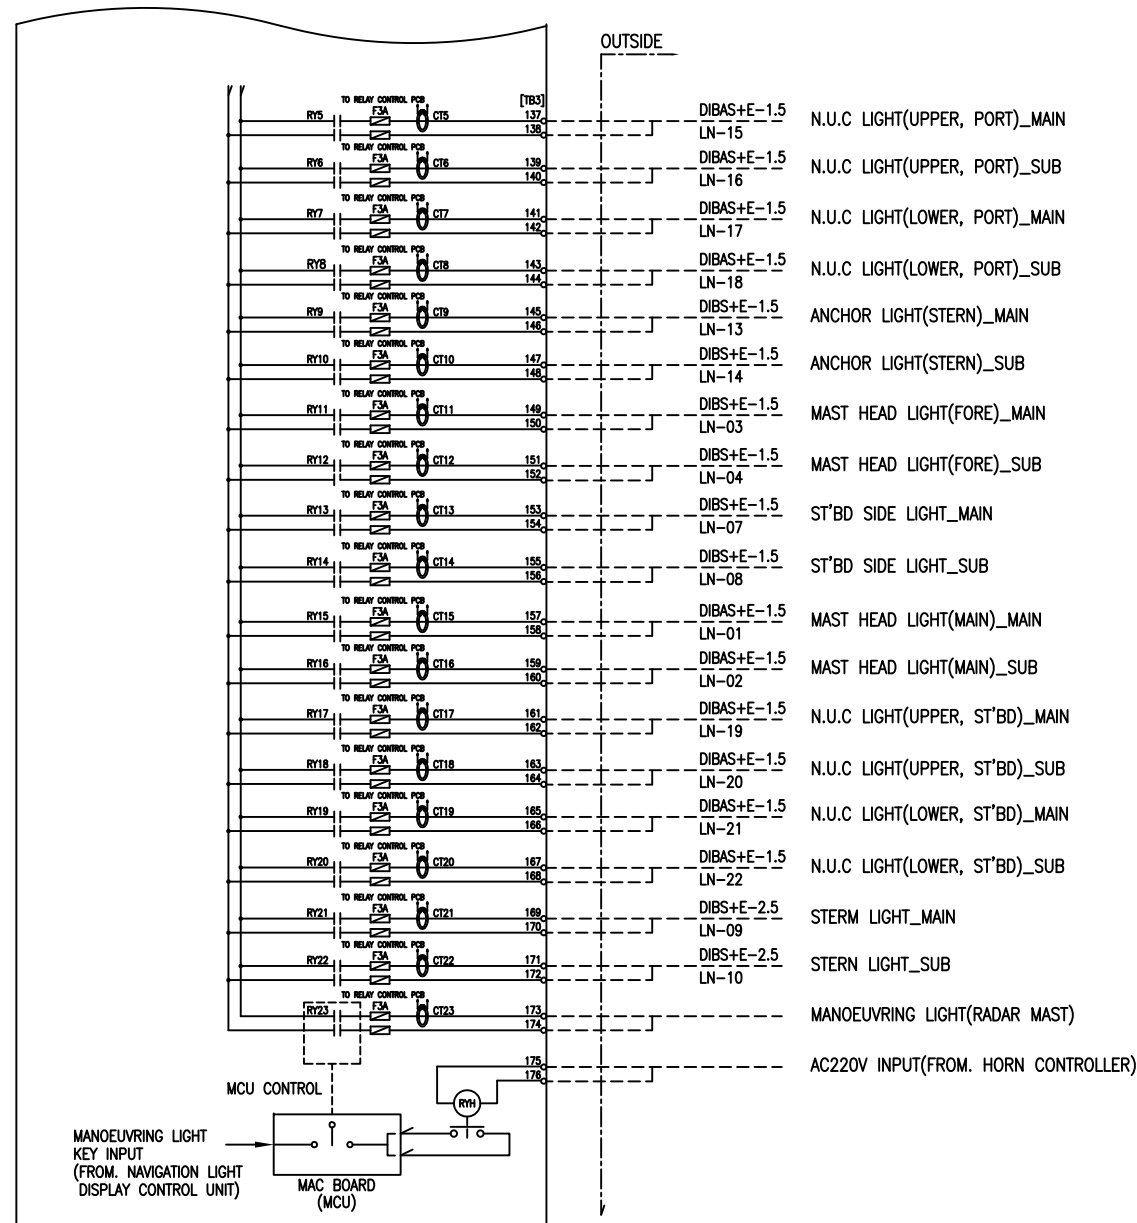 OUTSIDE
[TB3]
TO RELAY CONTROL PCB
RY5 F3A CT5 137 DIBAS+E-1.5 N.U.C LIGHT(UPPER, PORT)_MAIN
138 LN-15
TO RELAY CONTROL PCB
RY6 F3A CT6 139 DIBAS+E-1.5 N.U.C LIGHT(UPPER, PORT)_SUB
140 LN-16
TO RELAY CONTROL PCB
RY7 F3A CT7 141 DIBAS+E-1.5 N.U.C LIGHT(LOWER, PORT)_MAIN
142 LN-17
TO RELAY CONTROL PCB
RY8 F3A CT8 143 DIBAS+E-1.5 N.U.C LIGHT(LOWER, PORT)_SUB
144 LN-18
TO RELAY CONTROL PCB
RY9 F3A CT9 145 DIBS+E-1.5 ANCHOR LIGHT(STERN)_MAIN
146 LN-13
TO RELAY CONTROL PCB
RY10 F3A CT10 147 DIBS+E-1.5 ANCHOR LIGHT(STERN)_SUB
148 LN-14
TO RELAY CONTROL PCB
RY11 F3A CT11 149 DIBS+E-1.5 MAST HEAD LIGHT(FORE)_MAIN
150 LN-03
TO RELAY CONTROL PCB
RY12 F3A CT12 151 DIBS+E-1.5 MAST HEAD LIGHT(FORE)_SUB
152 LN-04
TO RELAY CONTROL PCB
RY13 F3A CT13 153 DIBS+E-1.5 ST'BD SIDE LIGHT_MAIN
154 LN-07
TO RELAY CONTROL PCB
RY14 F3A CT14 155 DIBS+E-1.5 ST'BD SIDE LIGHT_SUB
156 LN-08
TO RELAY CONTROL PCB
RY15 F3A CT15 157 DIBAS+E-1.5 MAST HEAD LIGHT(MAIN)_MAIN
158 LN-01
TO RELAY CONTROL PCB
RY16 F3A CT16 159 DIBAS+E-1.5 MAST HEAD LIGHT(MAIN)_SUB
160 LN-02
TO RELAY CONTROL PCB
RY17 F3A CT17 161 DIBAS+E-1.5 N.U.C LIGHT(UPPER, ST'BD)_MAIN
162 LN-19
TO RELAY CONTROL PCB
RY18 F3A CT18 163 DIBAS+E-1.5 N.U.C LIGHT(UPPER, ST'BD)_SUB
164 LN-20
TO RELAY CONTROL PCB
RY19 F3A CT19 165 DIBAS+E-1.5 N.U.C LIGHT(LOWER, ST'BD)_MAIN
166 LN-21
TO RELAY CONTROL PCB
RY20 F3A CT20 167 DIBAS+E-1.5 N.U.C LIGHT(LOWER, ST'BD)_SUB
168 LN-22
TO RELAY CONTROL PCB
RY21 F3A CT21 169 DIBS+E-2.5 STERM LIGHT_MAIN
170 LN-09
TO RELAY CONTROL PCB
RY22 F3A CT22 171 DIBS+E-2.5 STERN LIGHT_SUB
172 LN-10
TO RELAY CONTROL PCB
RY23 F3A CT23 173 MANOEUVRING LIGHT(RADAR MAST)
174
175 AC220V INPUT(FROM. HORN CONTROLLER)
176
MCU CONTROL
RYH
MANOEUVRING LIGHT
KEY INPUT
(FROM. NAVIGATION LIGHT
DISPLAY CONTROL UNIT)
MAC BOARD
(MCU)